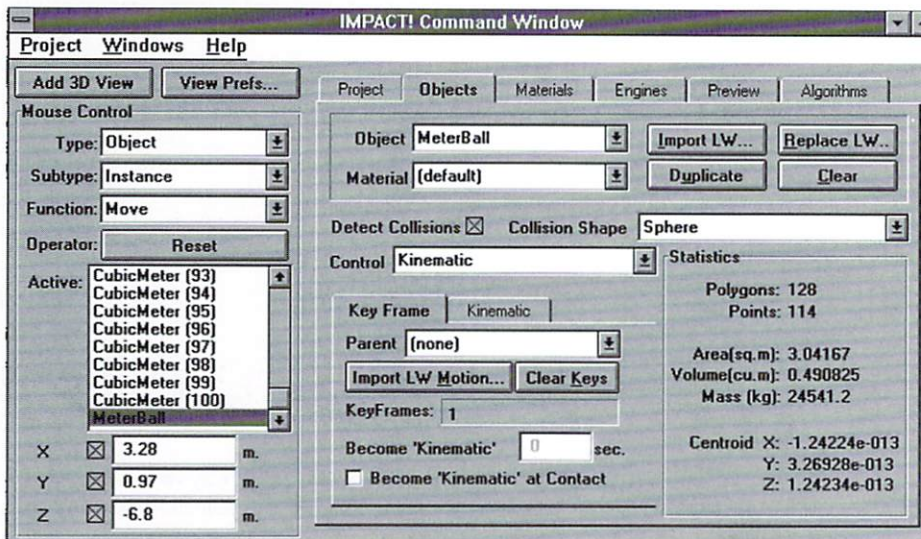 IMPACT! Command Window
Project Windows Help
Add 3D View View Prefs...
Mouse Control
Type: Object
Subtype: Instance
Function: Move
Operator: Reset
Active: CubicMeter (93)
CubicMeter (94)
CubicMeter (95)
CubicMeter (96)
CubicMeter (97)
CubicMeter (98)
CubicMeter (99)
CubicMeter (100)
MeterBall
X 3.28 m.
Y 0.97 m.
Z -6.8 m.
Project Objects Materials Engines Preview Algorithms
Object MeterBall Import LW... Replace LW..
Material (default) Duplicate Clear
Detect Collisions Collision Shape Sphere
Control Kinematic
Key Frame Kinematic
Parent (none)
Import LW Motion... Clear Keys
KeyFrames: 1
Become 'Kinematic' 0 sec.
Become 'Kinematic' at Contact
Statistics
Polygons: 128
Points: 114
Area(sq.m): 3.04167
Volume(cu.m): 0.490825
Mass (kg): 24541.2
Centroid X: -1.24224e-013
Y: 3.26928e-013
Z: 1.24234e-013